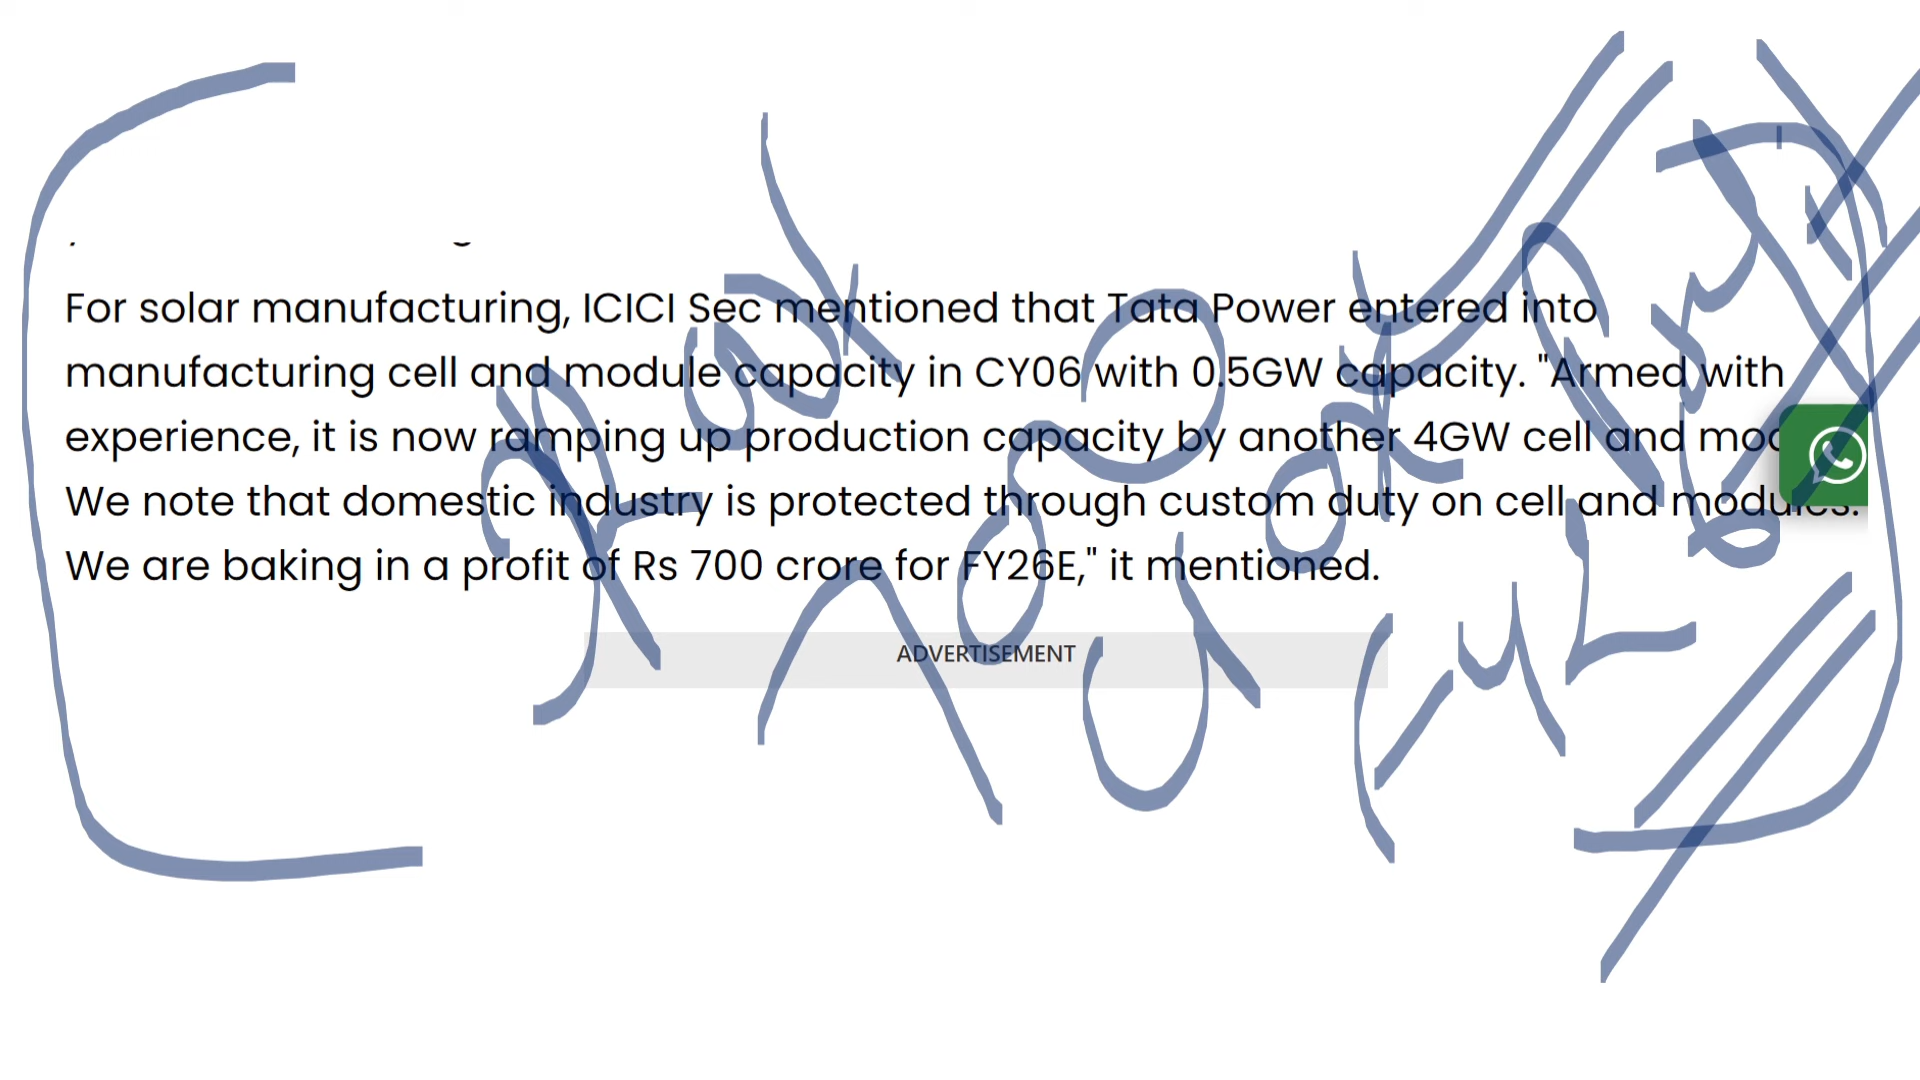 For solar manufacturing, ICICI Sec mentioned that Tata Power entered into
manufacturing cell and module capacity in CY06 with 0.5GW capacity. "Armed with
experience, it is now ramping up production capacity by another 4GW cell and
We note that domestic industry is protected through custom duty on cell and modules.
We are baking in a profit of Rs 700 crore for FY26E," it mentioned.
ADVERTISEMENT